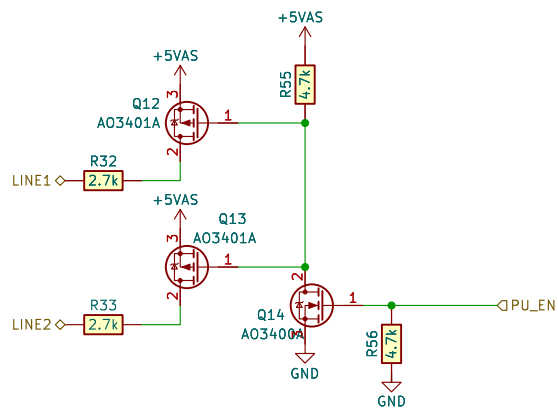 +5VAS
+5VAS
R55
4.7k
3
Q12
AO3401A
1
2
R32
LINE1
2.7k
+5VAS
Q13
AO3401A
3
1
2
2
R33
LINE2
2.7k
Q14
AO3400A
1
3
PU_EN
R56
4.7k
GND
GND